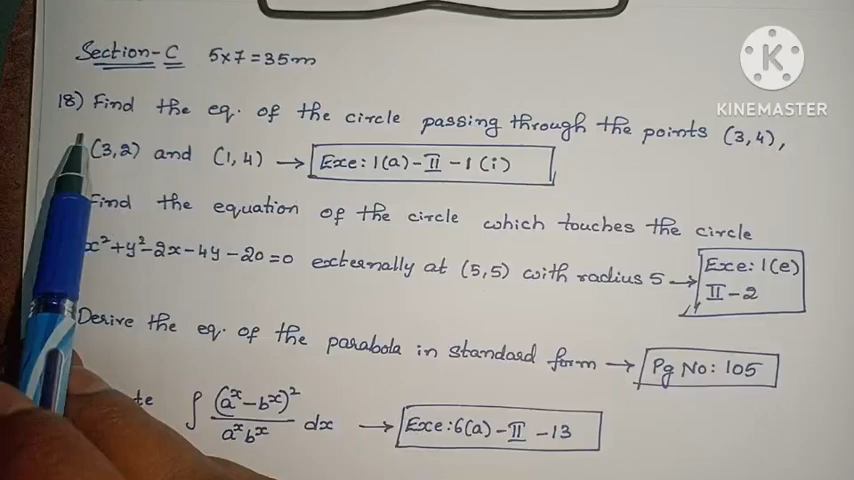 Section-C 5x7=35m
KINEMASTER
18) Find the eq. of the circle passing through the points (3,4),
(3,2) and (1,4) → Exe: 1(a)-II-1(i)
Find the equation of the circle which touches the circle
x²+y²-2x-4y-20=0 externally at (5,5) with radius 5 → Exe: 1(e)
II-2
Derive the eq. of the parabola in standard form → Pg No: 105
∫ (a^x-b^x)²/a^x b^x dx → Exe:6(a)-II-13